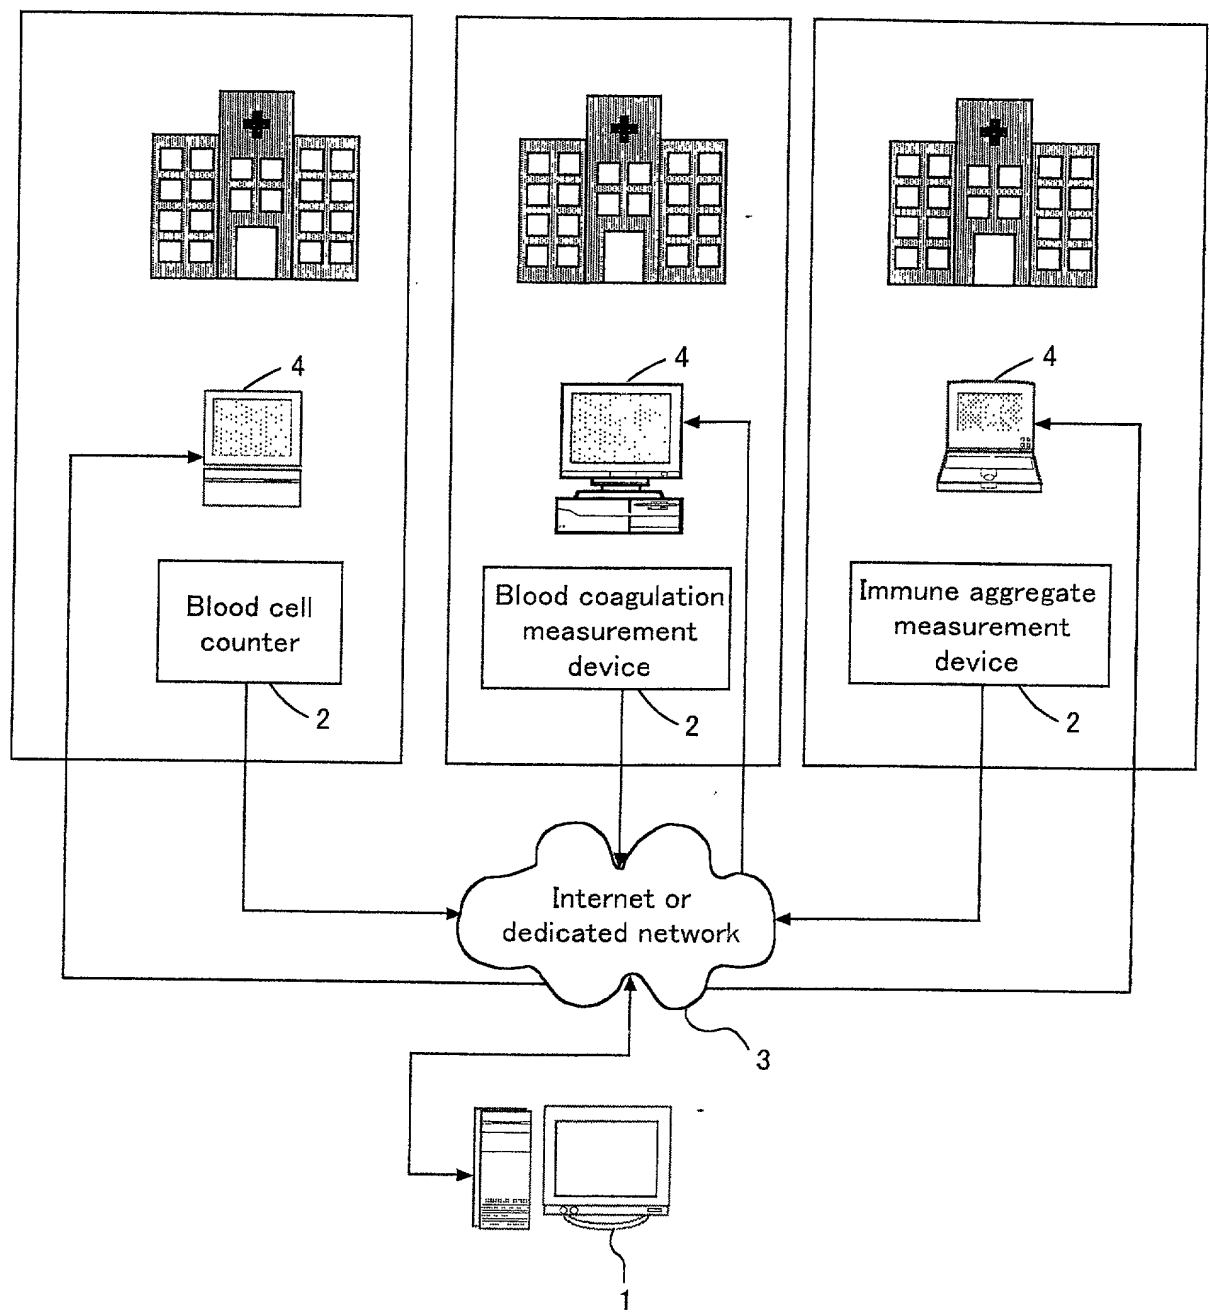 4
4
4
Blood cell
counter
Blood coagulation
measurement
device
Immune aggregate
measurement
device
2
2
2
Internet or
dedicated network
3
1